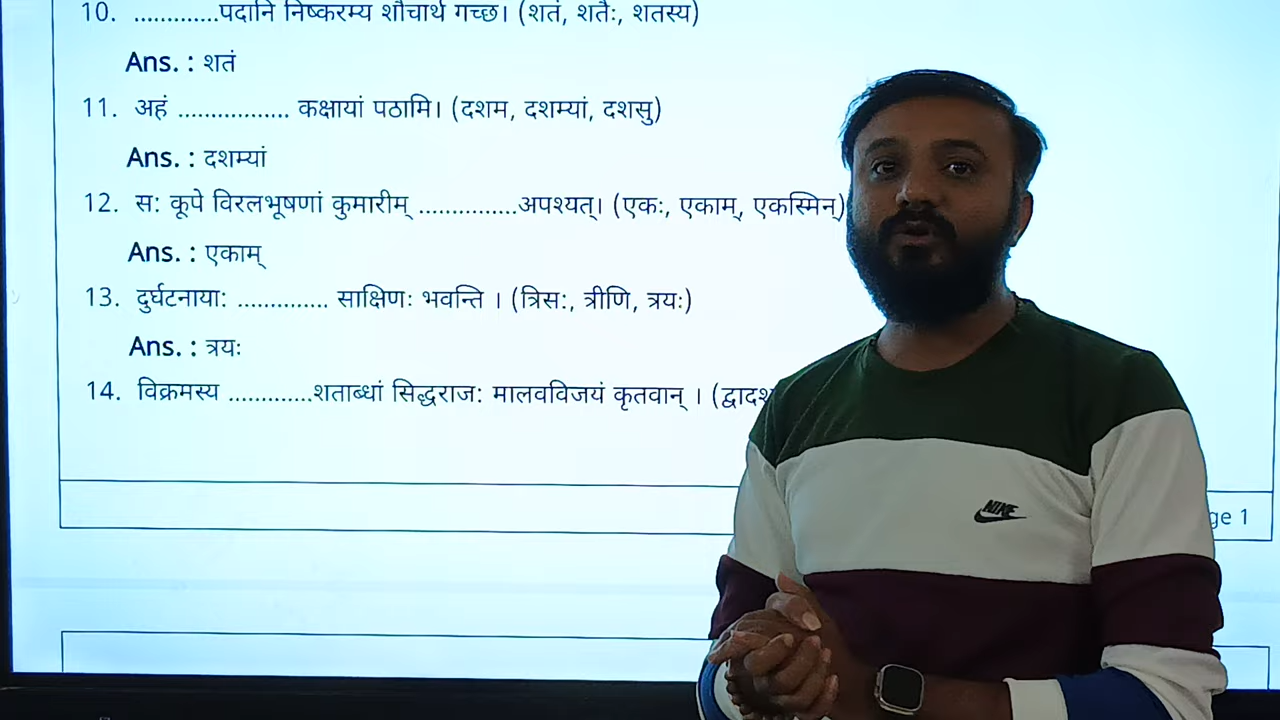 10. .............पदानि निष्करम्य शौचार्थं गच्छ। (शतं, शतैः, शतस्य)
Ans. : शतं
11. अहं ................. कक्षायां पठामि। (दशम, दशम्यां, दशसु)
Ans. : दशम्यां
12. स: कूपे विरलभूषणां कुमारीम् ...............अपश्यत्। (एकः, एकाम्, एकस्मिन्)
Ans. : एकाम्
13. दुर्घटनाया: .............. साक्षिणः भवन्ति । (त्रिस:, त्रीणि, त्रयः)
Ans. : त्रयः
14. विक्रमस्य .............शताब्धां सिद्धराज: मालवविजयं कृतवान् ।
NIKE
1